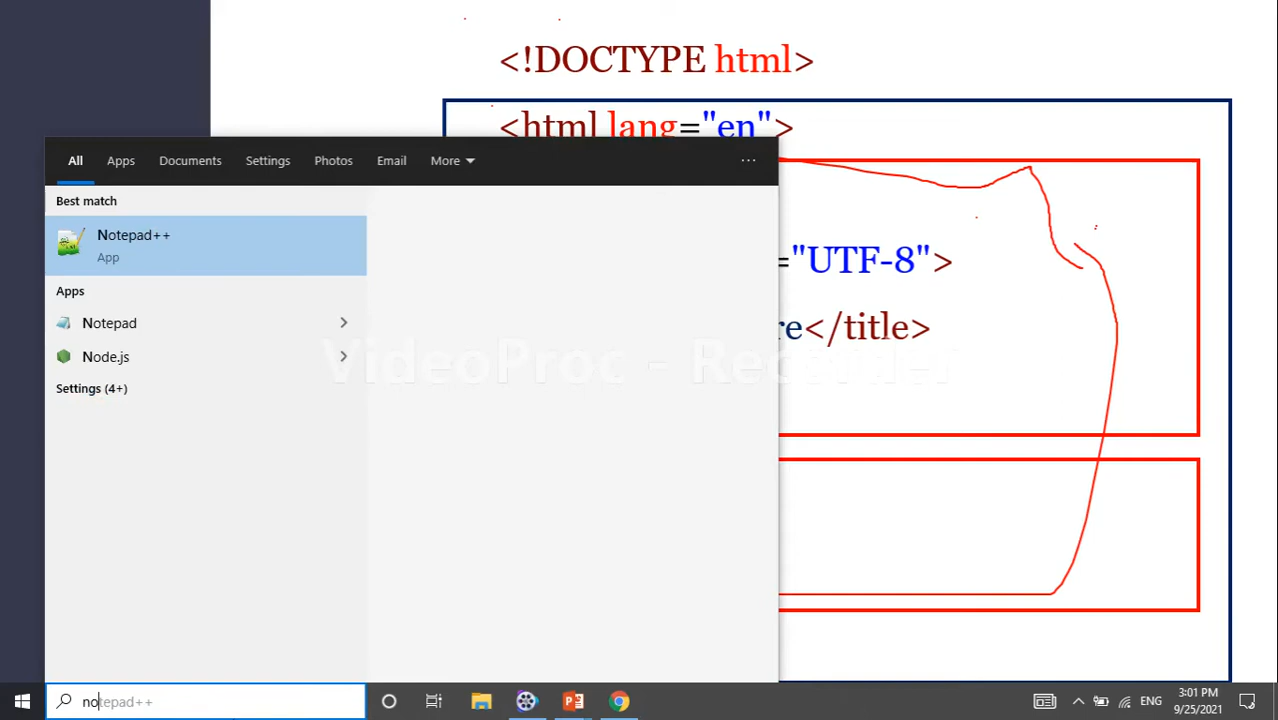 <!DOCTYPE html>
<html lang="en">
All Apps Documents Settings Photos Email More
Best match
Notepad++
App
="UTF-8">
Apps
Notepad
re</title>
Node.js
VideoProc - Recorder
Settings (4+)
notepad++
ENG
3:01 PM
9/25/2021